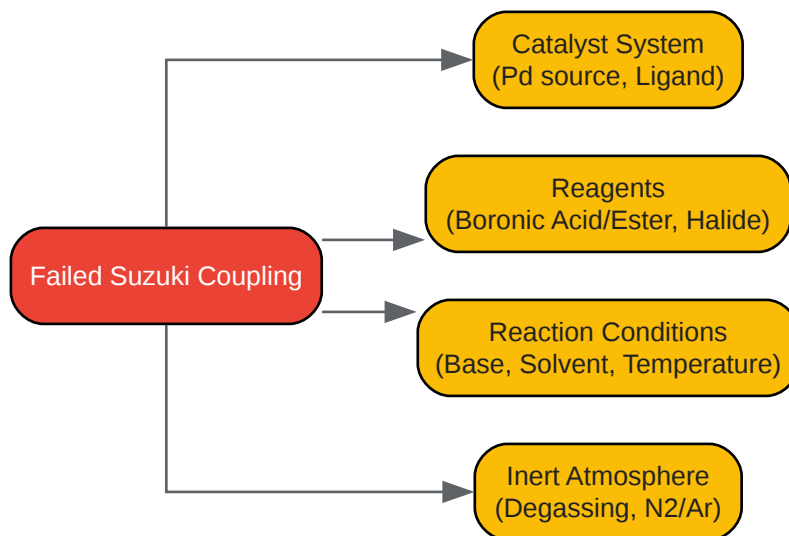 Catalyst System
(Pd source, Ligand)
Reagents
(Boronic Acid/Ester, Halide)
Failed Suzuki Coupling
Reaction Conditions
(Base, Solvent, Temperature)
Inert Atmosphere
(Degassing, N2/Ar)